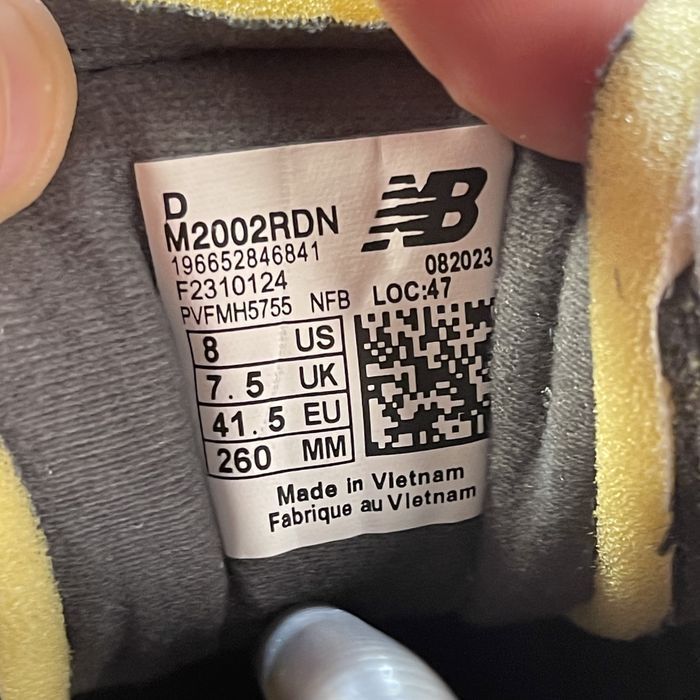 D
M2002RDN
NB
196652846841
F2310124
082023
PVFMH5755 NFB LOC:47
8 US
7.5 UK
41.5 EU
260 MM
Made in Vietnam
Fabrique au Vietnam